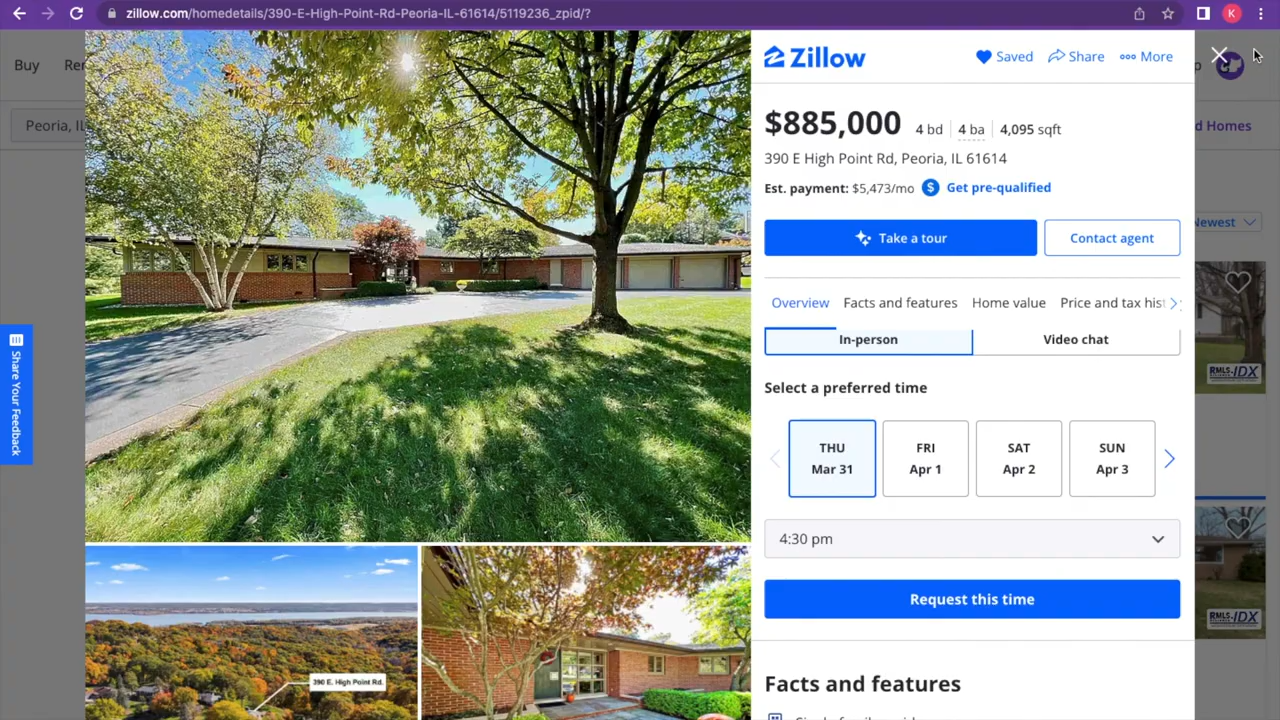 zillow.com/homedetails/390-E-High-Point-Rd-Peoria-IL-61614/5119236_zpid/?
K
Buy
Zillow
Saved
Share
More
Peoria, IL
$885,000 4 bd 4 ba 4,095 sqft
d Homes
390 E High Point Rd, Peoria, IL 61614
Est. payment: $5,473/mo $ Get pre-qualified
Newest
Take a tour
Contact agent
Overview Facts and features Home value Price and tax hist
In-person
Video chat
Share Your Feedback
Select a preferred time
THU
Mar 31
FRI
Apr 1
SAT
Apr 2
SUN
Apr 3
RMLS-IDX
4:30 pm
Request this time
RMLS-IDX
390 E. High Point Rd.
Facts and features